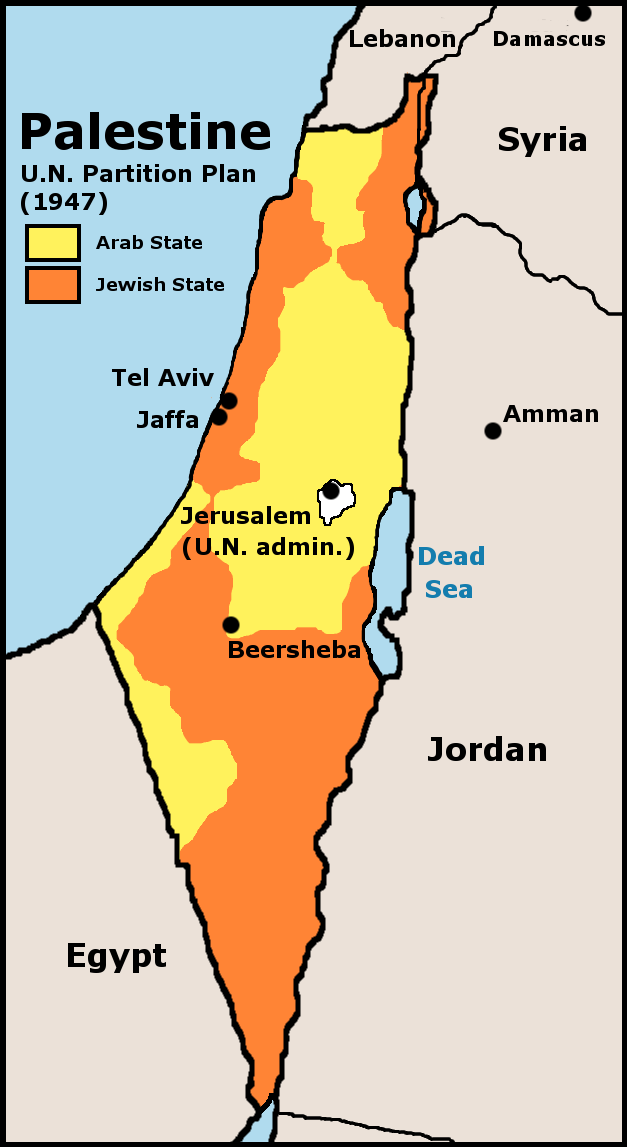 Lebanon
Damascus
Palestine
U.N. Partition Plan
(1947)
Arab State
Jewish State
Syria
Tel Aviv
Jaffa
Amman
Jerusalem
(U.N. admin.)
Dead
Sea
Beersheba
Jordan
Egypt